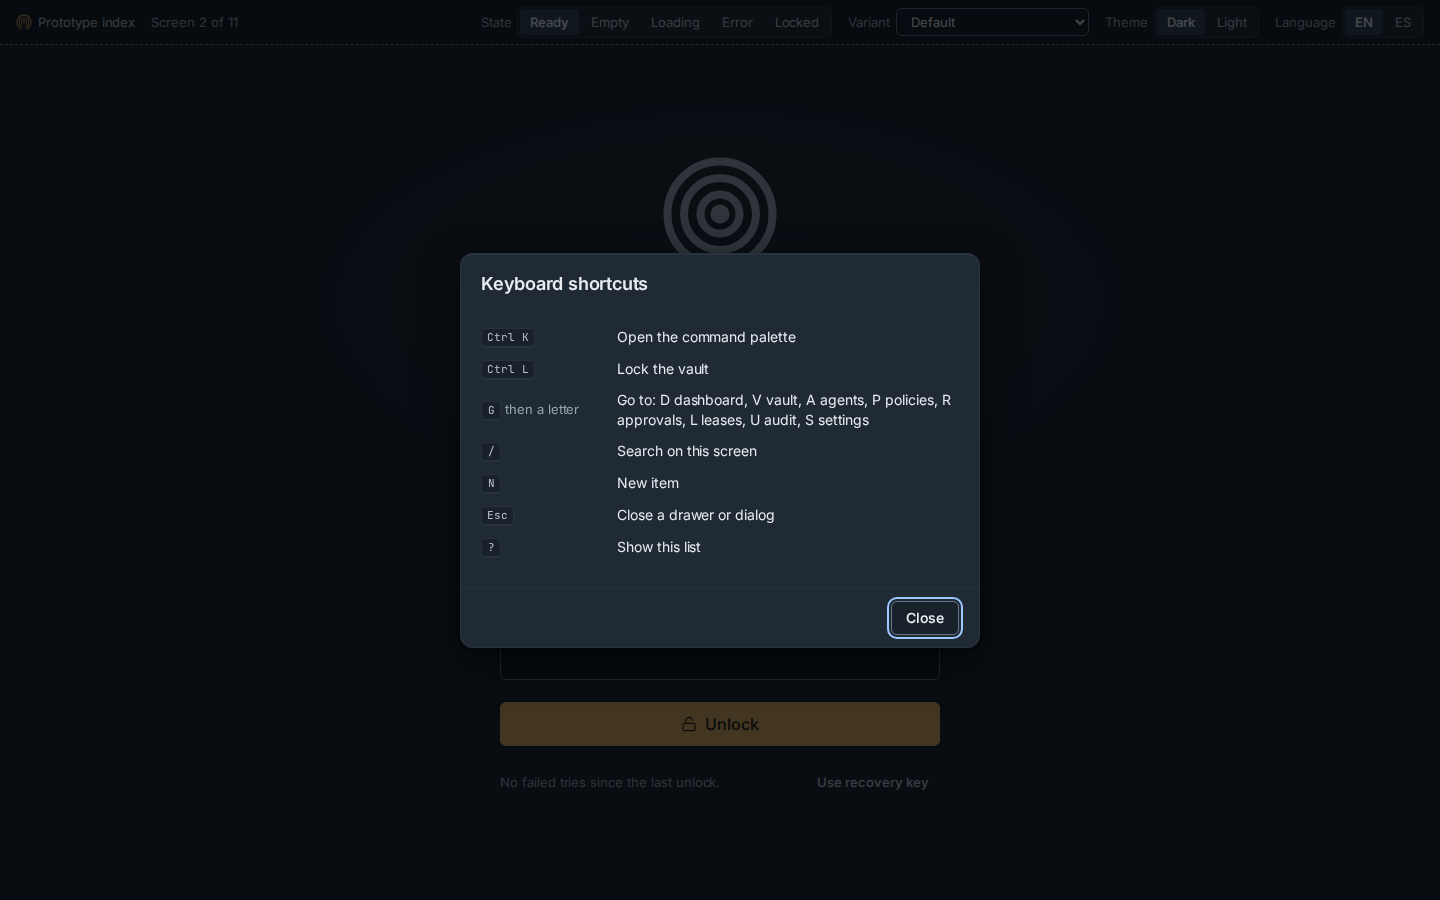 Prototype index Screen 2 of 11 State Ready Empty Loading Error Locked Variant Default Theme Dark Light Language EN ES
Keyboard shortcuts
Ctrl K Open the command palette
Ctrl L Lock the vault
G then a letter Go to: D dashboard, V vault, A agents, P policies, R
approvals, L leases, U audit, S settings
/ Search on this screen
N New item
Esc Close a drawer or dialog
? Show this list
Close
Unlock
No failed tries since the last unlock. Use recovery key